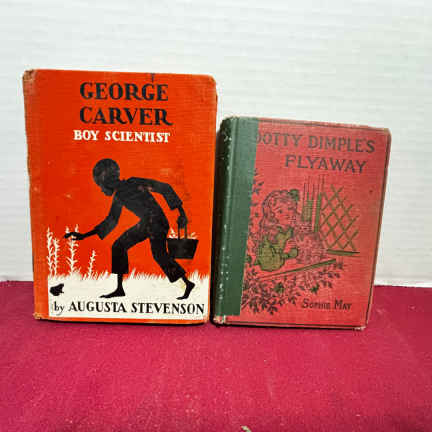 GEORGE
CARVER
BOY SCIENTIST
by AUGUSTA STEVENSON
DOTTY DIMPLE'S
FLYAWAY
SOPHIE MAY